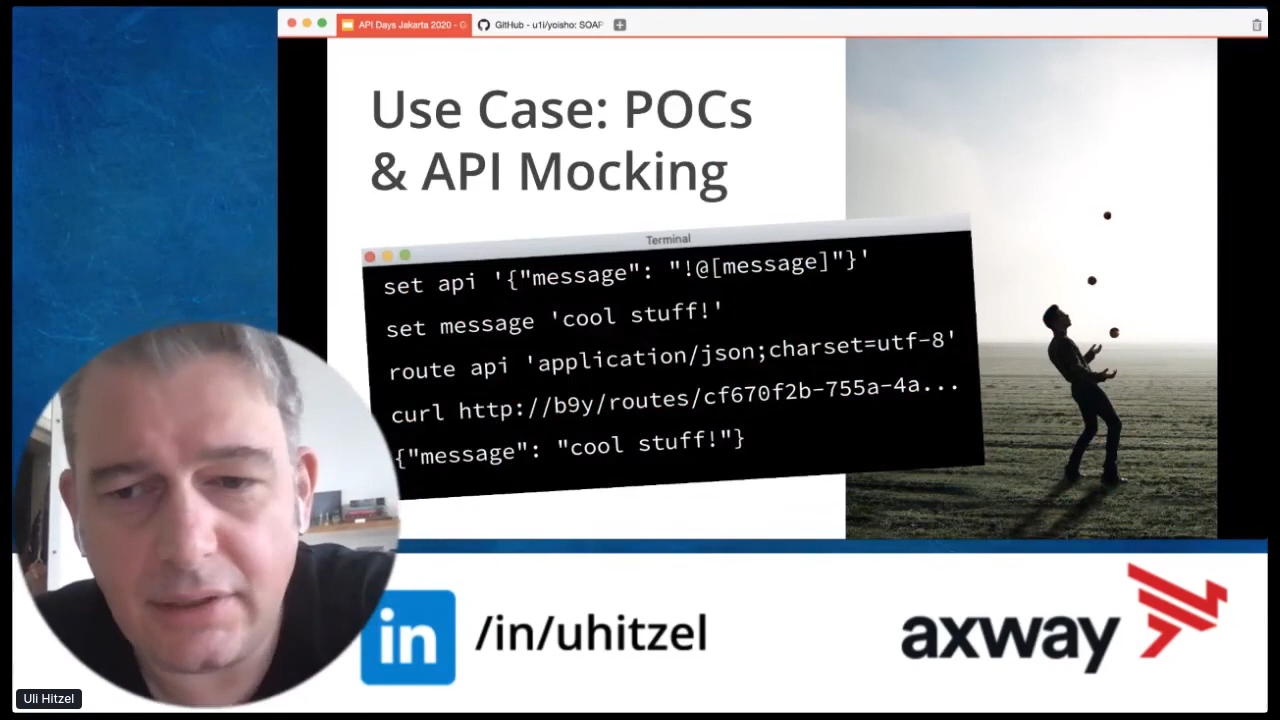 API Days Jakarta 2020 - G
GitHub - u1i/yoisho: SOAP
Use Case: POCs
& API Mocking
Terminal
set api '{"message": "!@[message]"}'
set message 'cool stuff!'
route api 'application/json;charset=utf-8'
curl http://b9y/routes/cf670f2b-755a-4a...
{"message": "cool stuff!"}
in /in/uhitzel
axway
Uli Hitzel